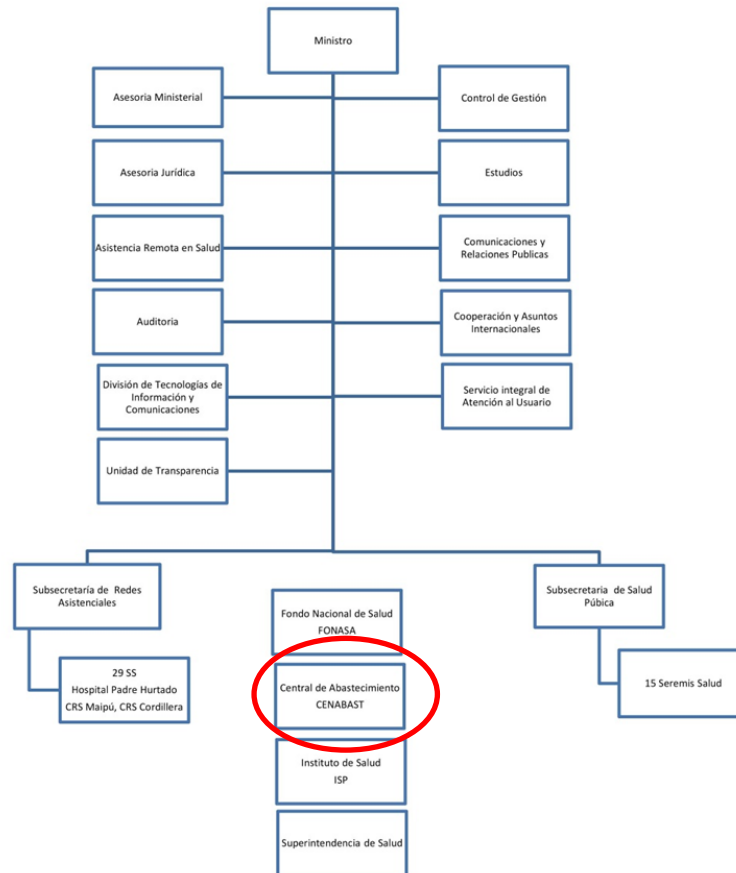 Ministro
Asesoria Ministerial
Control de Gestión
Asesoria Jurídica
Estudios
Asistencia Remota en Salud
Comunicaciones y
Relaciones Publicas
Auditoria
Cooperación y Asuntos
Internacionales
División de Tecnologías de
Información y
Comunicaciones
Servicio integral de
Atención al Usuario
Unidad de Transparencia
Subsecretaría de Redes
Asistenciales
Fondo Nacional de Salud
FONASA
Subsecretaria de Salud
Púbica
29 SS
Hospital Padre Hurtado
CRS Maipú, CRS Cordillera
Central de Abastecimiento
CENABAST
15 Seremis Salud
Instituto de Salud
ISP
Superintendencia de Salud